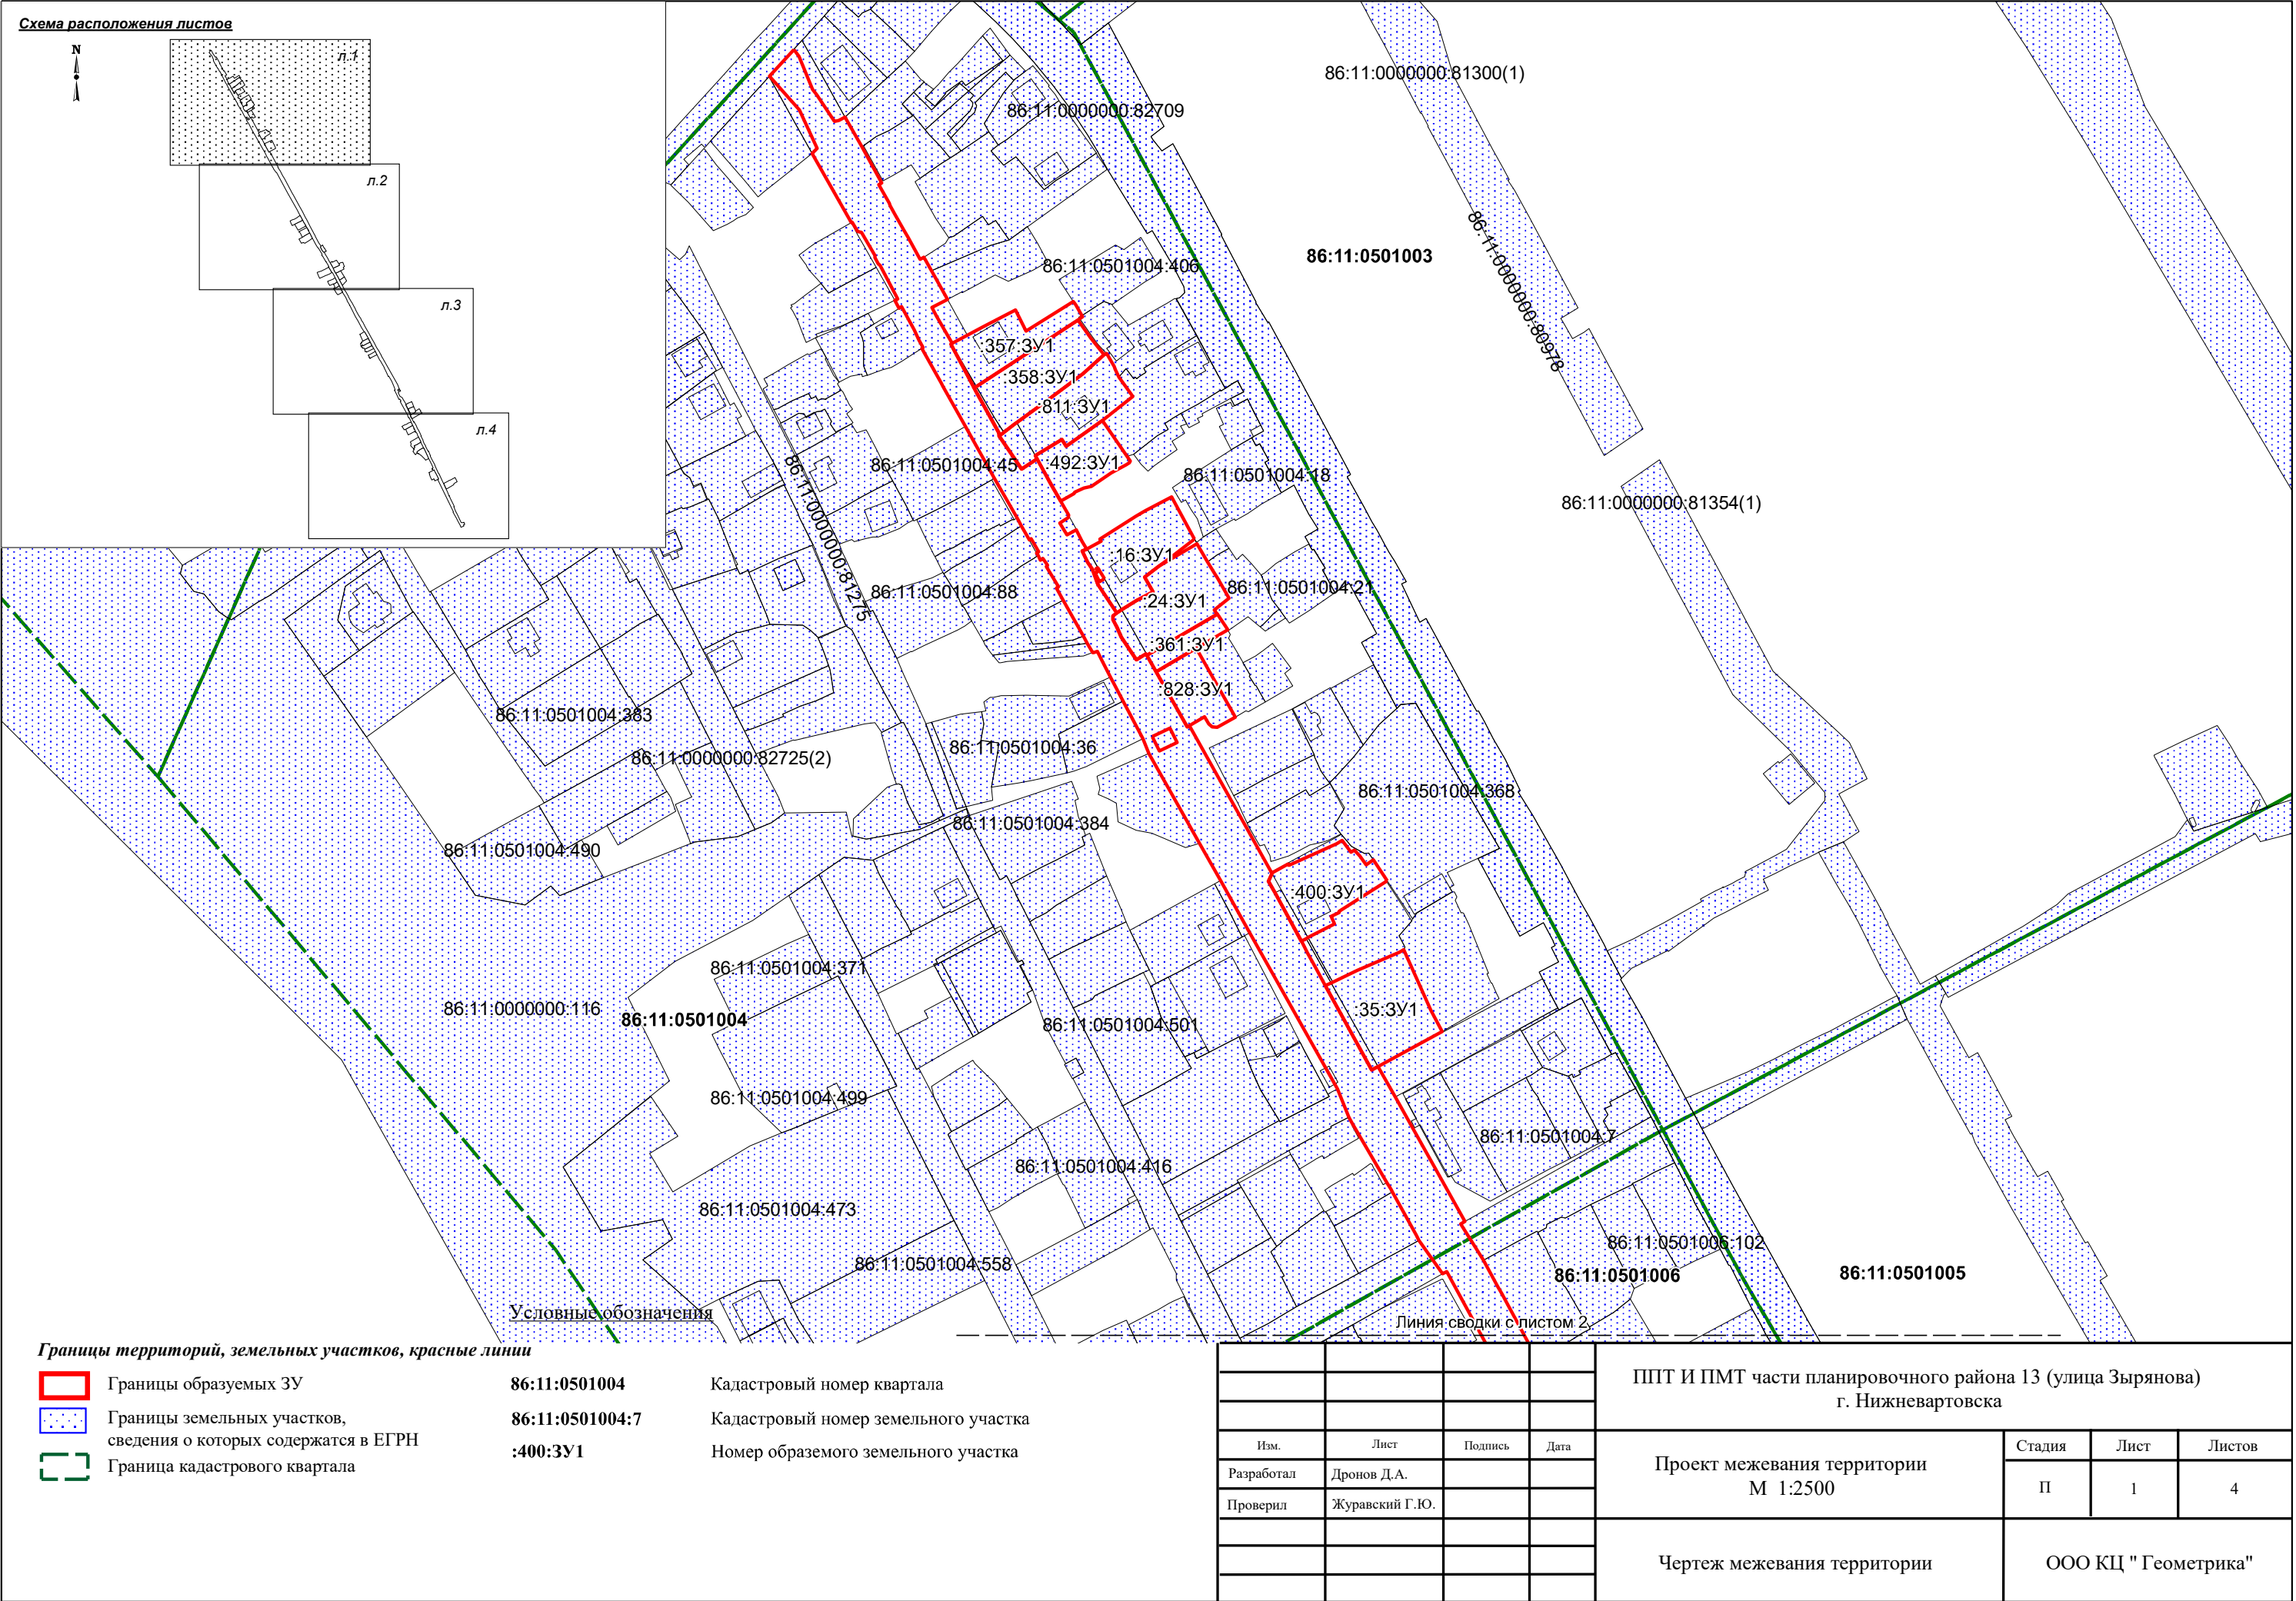 Схема расположения листов
N
л.1
л.2
л.3
л.4
86:11:0000000:81300(1)
86:11:0000000:82709
86:11:0000000:80978
86:11:0501003
86:11:0501004:406
:357:ЗУ1
:358:ЗУ1
:811:ЗУ1
86:11:0501004:45
:492:ЗУ1
86:11:0501004:18
86:11:0000000:81354(1)
86:11:0000000:81275
:16:ЗУ1
86:11:0501004:88
86:11:0501004:21
:24:ЗУ1
:361:ЗУ1
:828:ЗУ1
86:11:0501004:383
86:11:0501004:36
86:11:0000000:82725(2)
86:11:0501004:368
86:11:0501004:384
86:11:0501004:490
:400:ЗУ1
86:11:0501004:371
86:11:0000000:116
86:11:0501004
:35:ЗУ1
86:11:0501004:501
86:11:0501004:499
86:11:0501004:7
86:11:0501004:416
86:11:0501004:473
86:11:0501006:102
86:11:0501004:558
86:11:0501006
86:11:0501005
Линия сводки с листом 2
Условные обозначения
Границы территорий, земельных участков, красные линии
Границы образуемых ЗУ
86:11:0501004
Кадастровый номер квартала
Границы земельных участков,
сведения о которых содержатся в ЕГРН
86:11:0501004:7
Кадастровый номер земельного участка
Граница кадастрового квартала
:400:ЗУ1
Номер образемого земельного участка
ППТ И ПМТ части планировочного района 13 (улица Зырянова)
г. Нижневартовска
Изм.
Лист
Подпись
Дата
Разработал
Дронов Д.А.
Проверил
Журавский Г.Ю.
Проект межевания территории
М 1:2500
Стадия
Лист
Листов
П
1
4
Чертеж межевания территории
ООО КЦ " Геометрика"